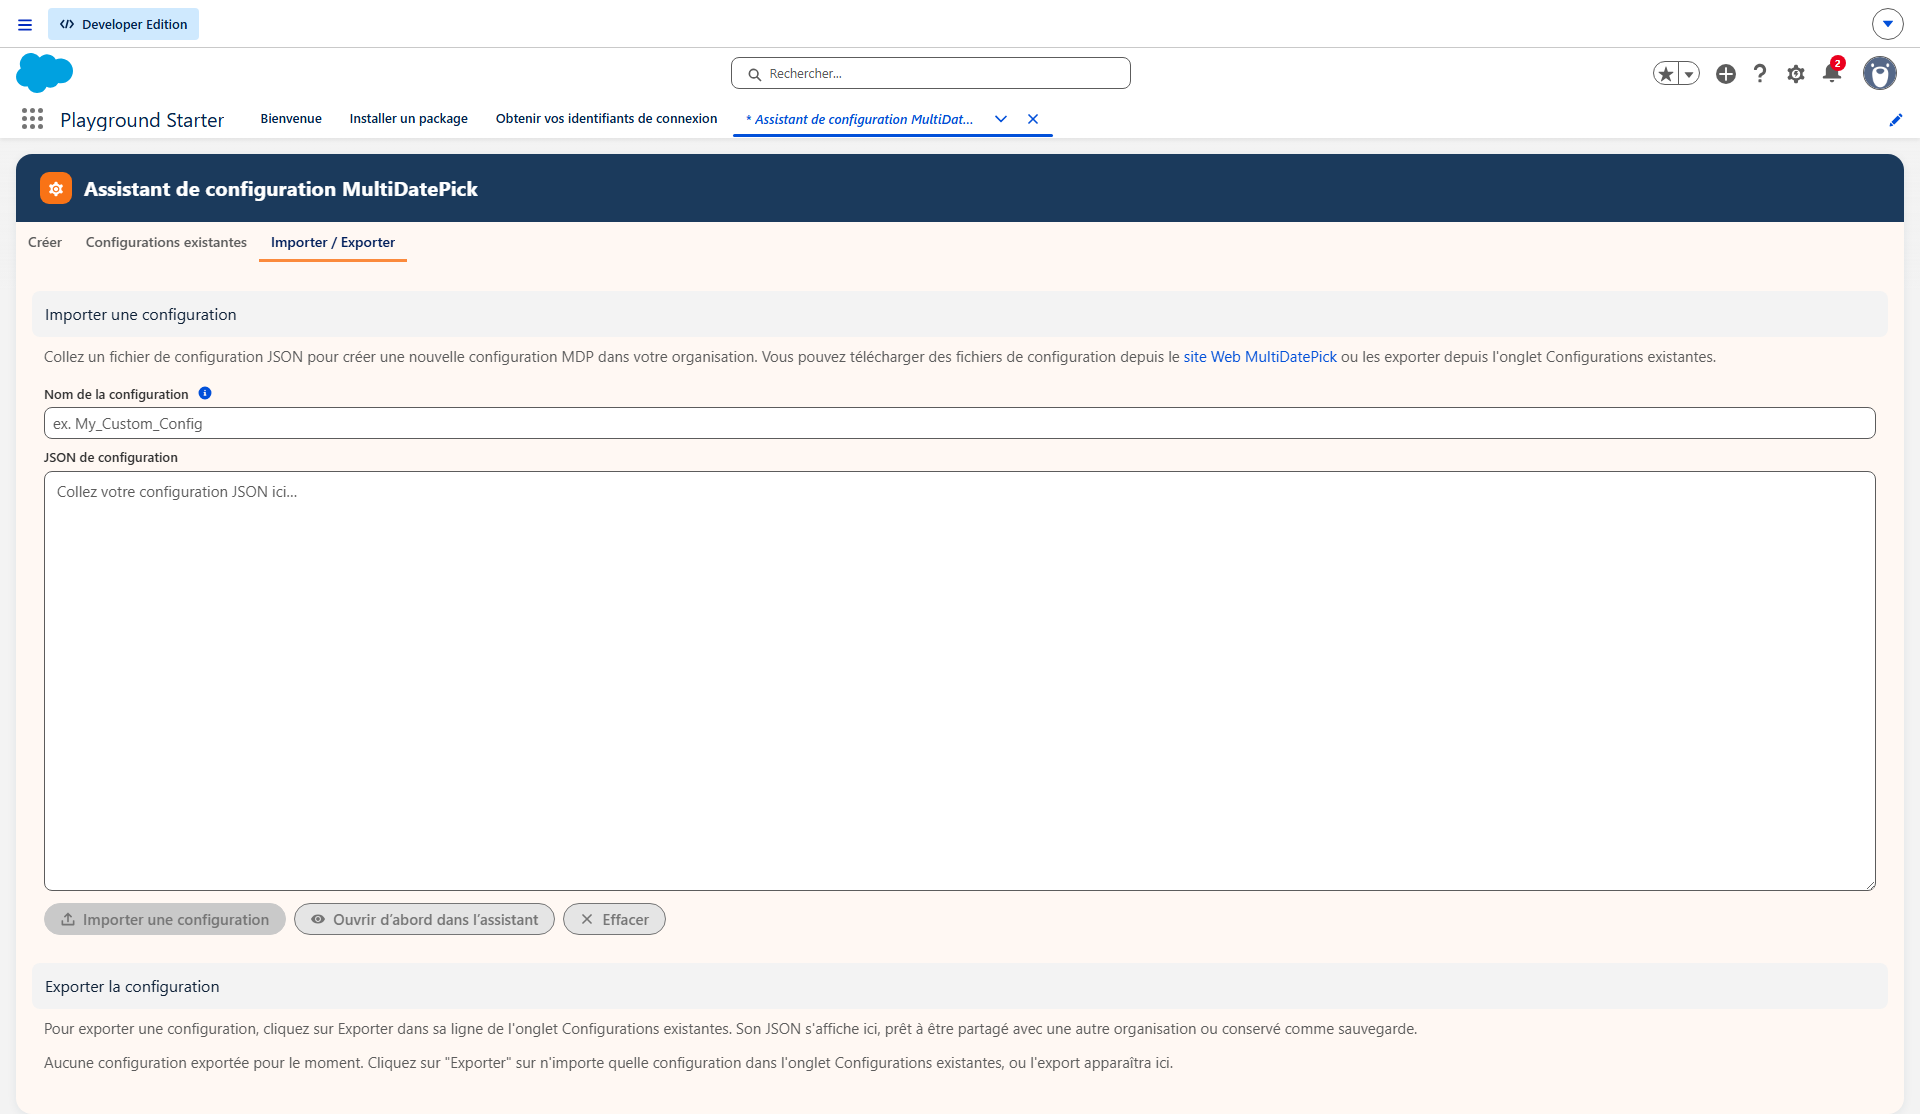 Developer Edition
Rechercher...
2
Playground Starter
Bienvenue
Installer un package
Obtenir vos identifiants de connexion
* Assistant de configuration MultiDat...
Assistant de configuration MultiDatePick
Créer
Configurations existantes
Importer / Exporter
Importer une configuration
Collez un fichier de configuration JSON pour créer une nouvelle configuration MDP dans votre organisation. Vous pouvez télécharger des fichiers de configuration depuis le site Web MultiDatePick ou les exporter depuis l'onglet Configurations existantes.
Nom de la configuration
ex. My_Custom_Config
JSON de configuration
Collez votre configuration JSON ici...
Importer une configuration
Ouvrir d’abord dans l’assistant
Effacer
Exporter la configuration
Pour exporter une configuration, cliquez sur Exporter dans sa ligne de l'onglet Configurations existantes. Son JSON s'affiche ici, prêt à être partagé avec une autre organisation ou conservé comme sauvegarde.
Aucune configuration exportée pour le moment. Cliquez sur "Exporter" sur n'importe quelle configuration dans l'onglet Configurations existantes, ou l'export apparaîtra ici.